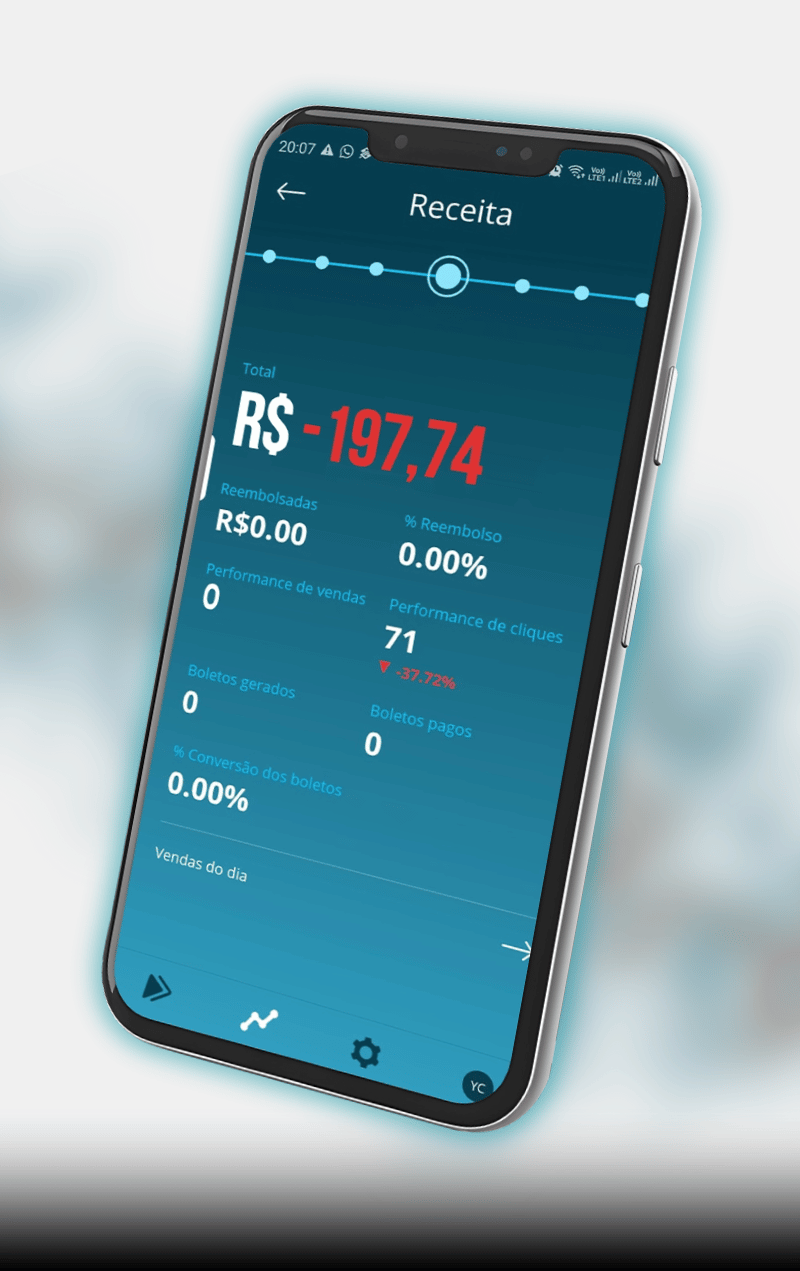 20:07 Vo)) LTE1 Vo)) LTE2
Receita
Total
R$ -197,74
Reembolsadas
R$0.00
% Reembolso
0.00%
Performance de vendas
0
Performance de cliques
71
▼ -37.72%
Boletos gerados
0
Boletos pagos
0
% Conversão dos boletos
0.00%
Vendas do dia
YC